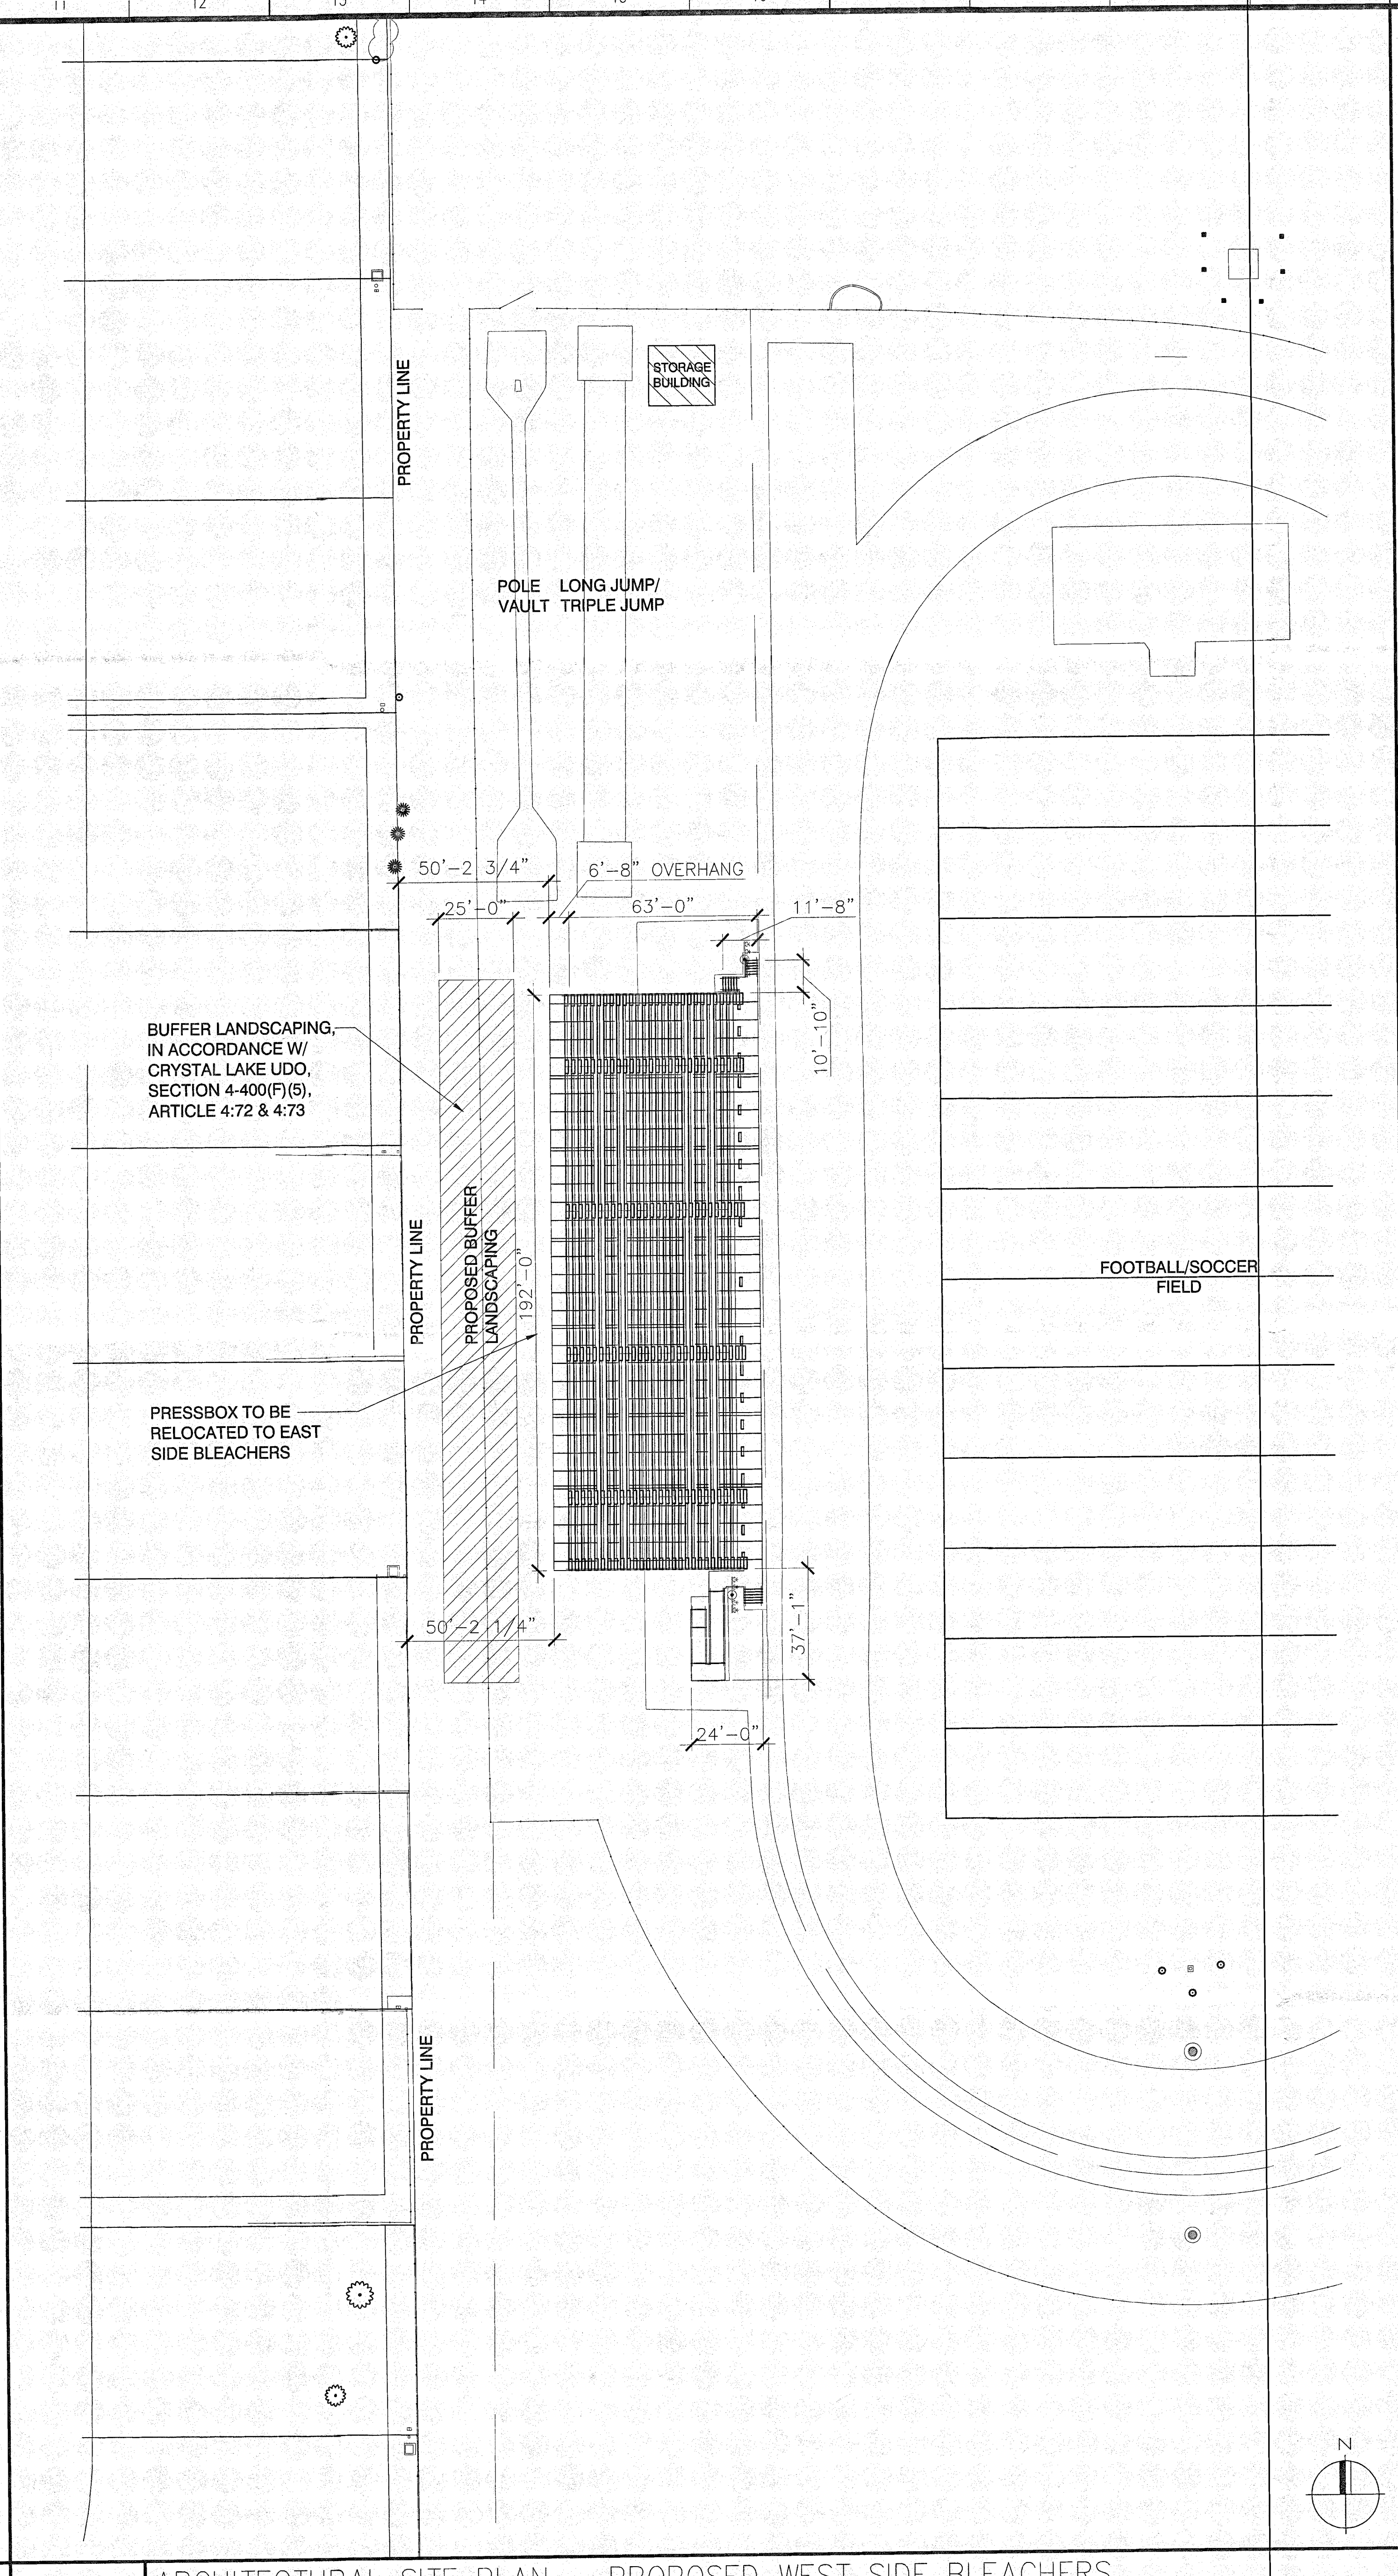 12
14
STORAGE
BUILDING
PROPERTY LINE
POLE LONG JUMP/
VAULT TRIPLE JUMP
50'-2 3/4"
6'-8" OVERHANG
25'-0"
63'-0"
11'-8"
10'-10"
BUFFER LANDSCAPING,
IN ACCORDANCE W/
CRYSTAL LAKE UDO,
SECTION 4-400(F)(5),
ARTICLE 4:72 & 4:73
PROPERTY LINE
PROPOSED BUFFER
LANDSCAPING
192'-0"
FOOTBALL/SOCCER
FIELD
PRESSBOX TO BE
RELOCATED TO EAST
SIDE BLEACHERS
50'-2 1/4"
37'-1"
24'-0"
PROPERTY LINE
N
ARCHITECTURAL SITE PLAN - PROPOSED WEST SIDE BLEACHERS